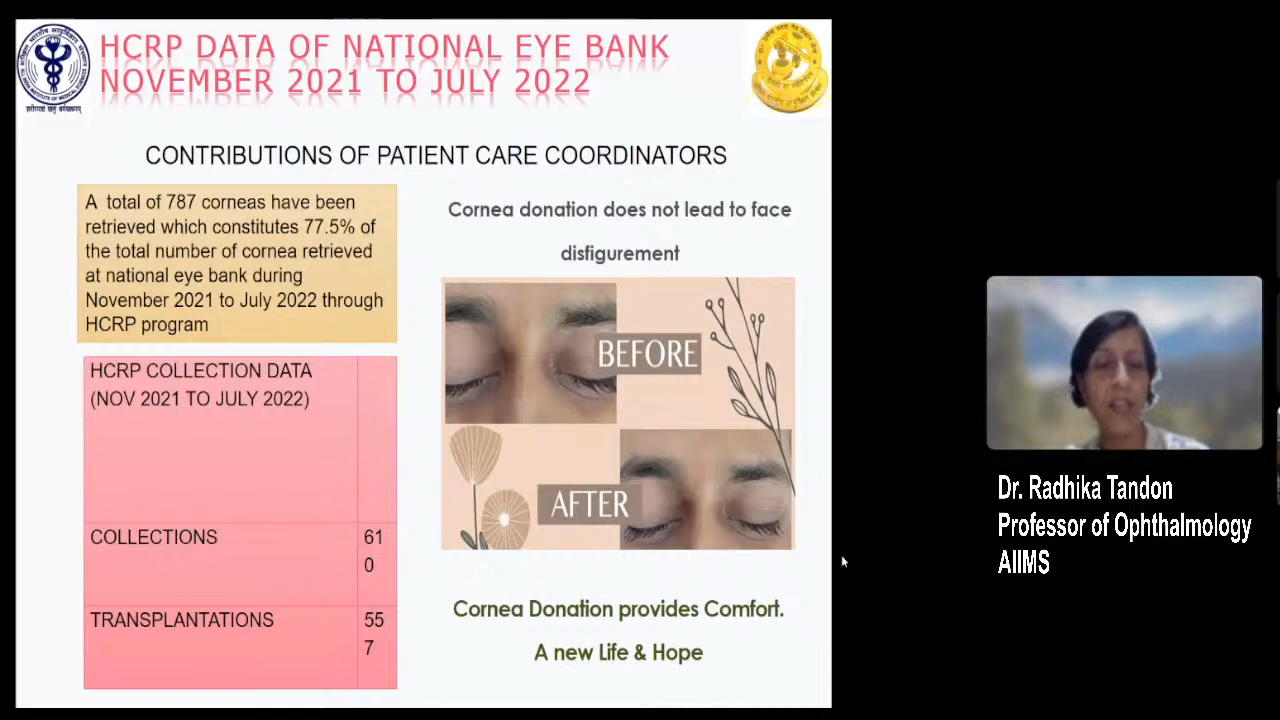 HCRP DATA OF NATIONAL EYE BANK
NOVEMBER 2021 TO JULY 2022
CONTRIBUTIONS OF PATIENT CARE COORDINATORS
A total of 787 corneas have been
retrieved which constitutes 77.5% of
the total number of cornea retrieved
at national eye bank during
November 2021 to July 2022 through
HCRP program
HCRP COLLECTION DATA
(NOV 2021 TO JULY 2022)
COLLECTIONS
61
0
TRANSPLANTATIONS
55
7
Cornea donation does not lead to face
disfigurement
BEFORE
AFTER
Cornea Donation provides Comfort.
A new Life & Hope
Dr. Radhika Tandon
Professor of Ophthalmology
AIIMS